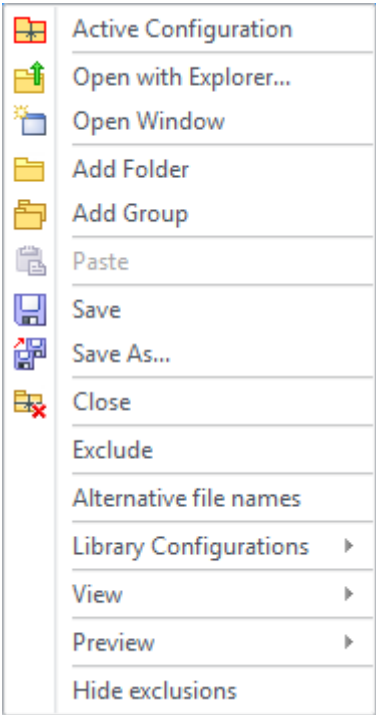 Active Configuration
Open with Explorer...
Open Window
Add Folder
Add Group
Paste
Save
Save As...
Close
Exclude
Alternative file names
Library Configurations
View
Preview
Hide exclusions